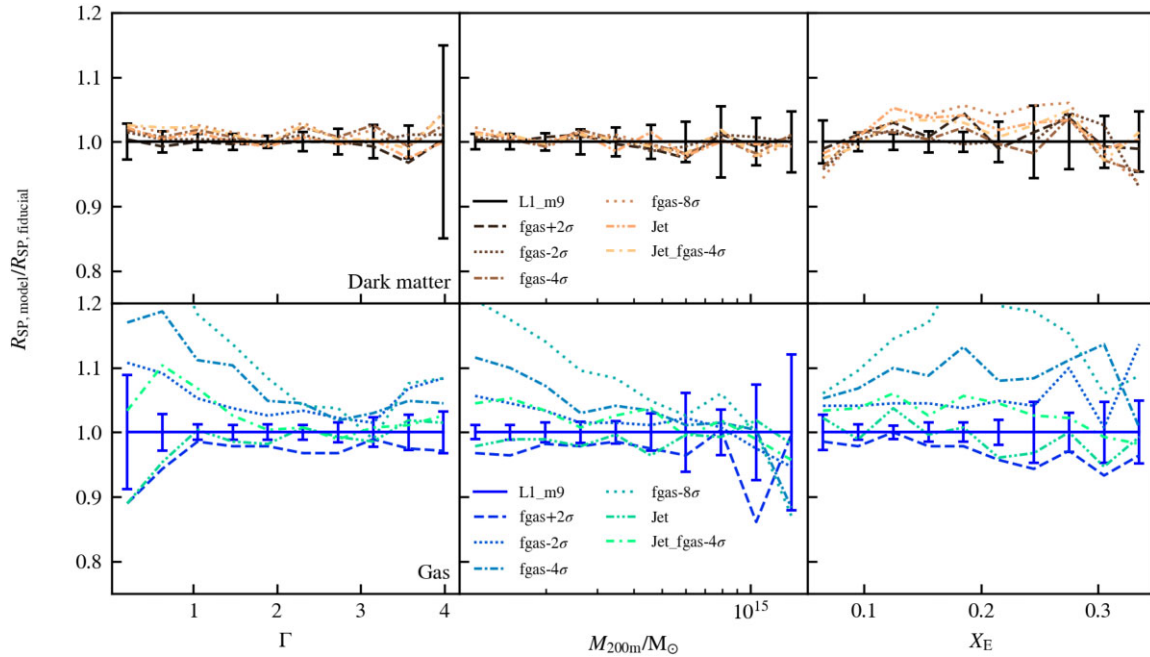 R_SP,model/R_SP,fiducial
1.2
1.1
1.0
0.9
0.8
Dark matter
L1_m9
fgas+2σ
fgas-2σ
fgas-4σ
fgas-8σ
Jet
Jet_fgas-4σ
1.2
1.1
1.0
0.9
0.8
Gas
L1_m9
fgas+2σ
fgas-2σ
fgas-4σ
fgas-8σ
Jet
Jet_fgas-4σ
1 2 3 4
Γ
10¹⁵
M_200m/M_⊙
0.1 0.2 0.3
X_E